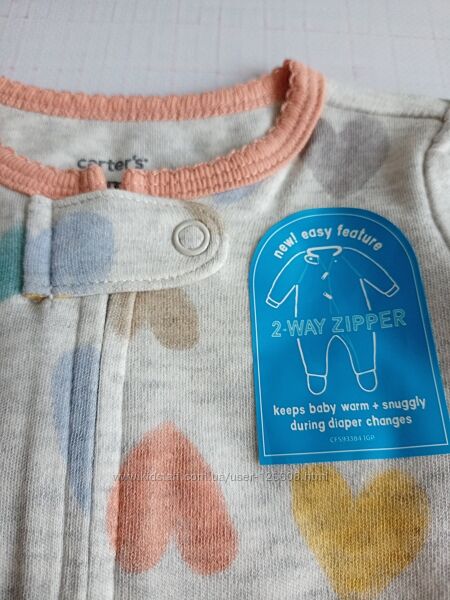 carter's
new! easy feature
2-WAY ZIPPER
keeps baby warm + snuggly
during diaper changes